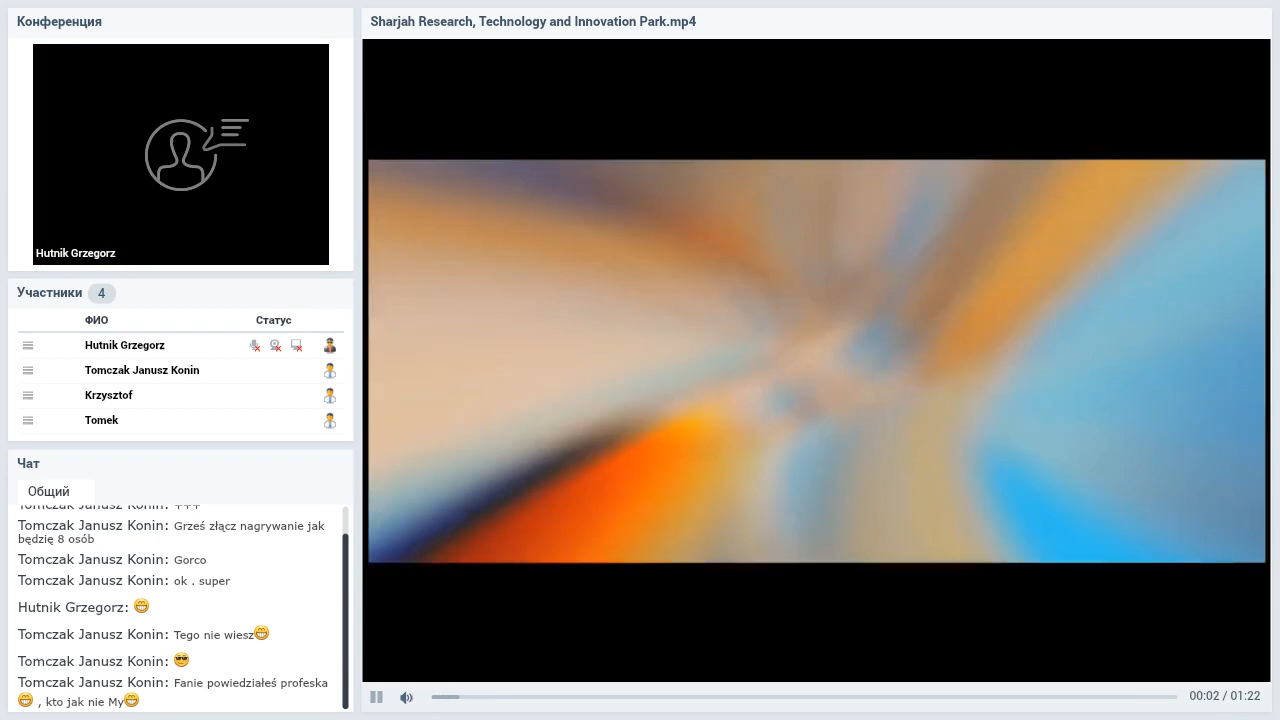 Конференция
Hutnik Grzegorz
Участники 4
ФИО Статус
Hutnik Grzegorz
Tomczak Janusz Konin
Krzysztof
Tomek
Чат
Общий
Tomczak Janusz Konin: +++
Tomczak Janusz Konin: Grześ złącz nagrywanie jak
będzię 8 osób
Tomczak Janusz Konin: Gorco
Tomczak Janusz Konin: ok . super
Hutnik Grzegorz: 😁
Tomczak Janusz Konin: Tego nie wiesz😁
Tomczak Janusz Konin: 😎
Tomczak Janusz Konin: Fanie powiedziałeś profeska
😁 , kto jak nie My😁
Sharjah Research, Technology and Innovation Park.mp4
00:02 / 01:22